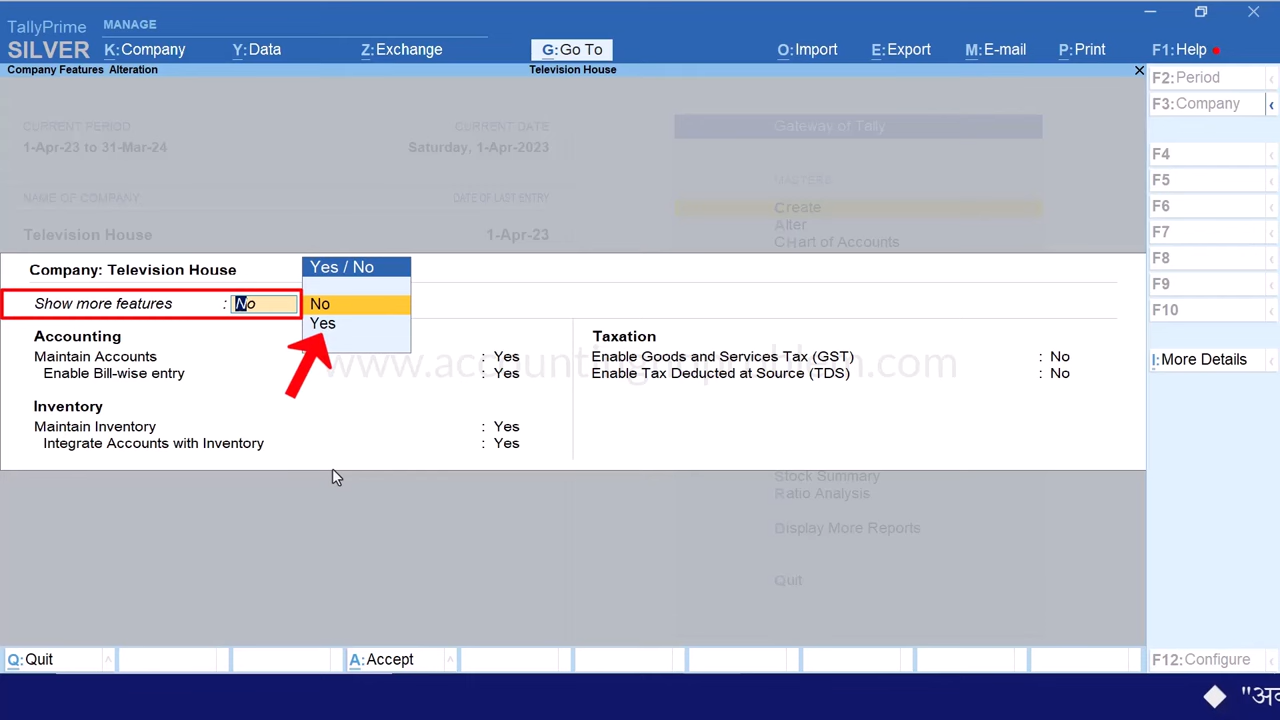 TallyPrime MANAGE
SILVER K:Company Y:Data Z:Exchange G:Go To O:Import E:Export M:E-mail P:Print F1:Help
Company Features Alteration Television House
F2: Period
F3: Company
CURRENT PERIOD CURRENT DATE Gateway of Tally
1-Apr-23 to 31-Mar-24 Saturday, 1-Apr-2023
F4
MASTERS
F5
NAME OF COMPANY DATE OF LAST ENTRY
Create F6
Alter
Television House 1-Apr-23 F7
CHart of Accounts
F8
Company: Television House Yes / No
F9
Show more features : No No F10
Yes
Accounting Taxation
Maintain Accounts : Yes Enable Goods and Services Tax (GST) : No I:More Details
Enable Bill-wise entry : Yes Enable Tax Deducted at Source (TDS) : No
Inventory
Maintain Inventory : Yes
Integrate Accounts with Inventory : Yes
Stock Summary
Ratio Analysis
Display More Reports
Quit
Q:Quit A:Accept F12:Configure